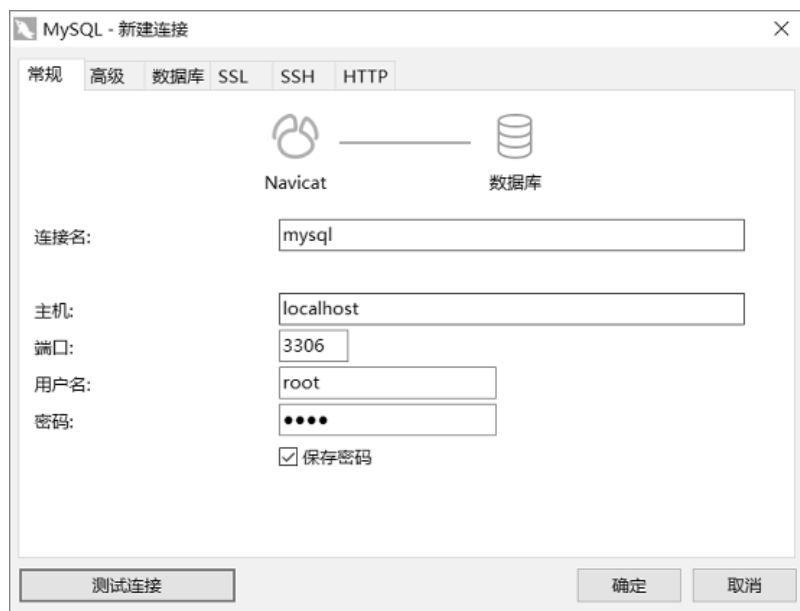 MySQL - 新建连接
常规 高级 数据库 SSL SSH HTTP
Navicat 数据库
连接名: mysql
主机: localhost
端口: 3306
用户名: root
密码: ●●●●
保存密码
测试连接 确定 取消